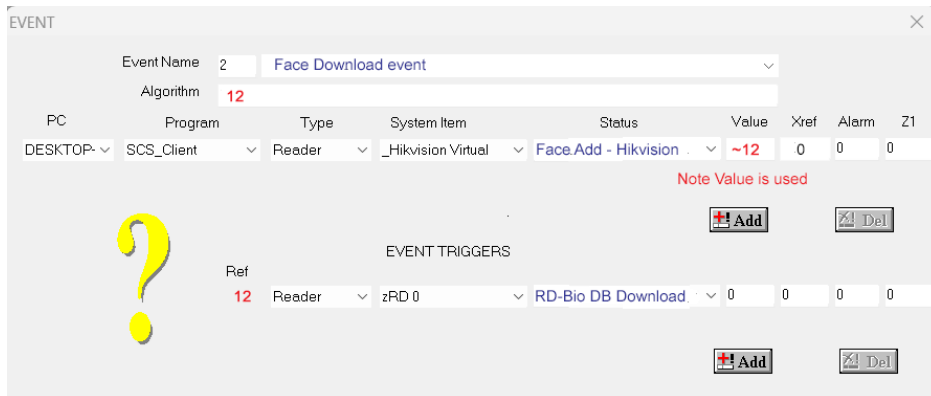 EVENT
Event Name 2 Face Download event
Algorithm 12
PC Program Type System Item Status Value Xref Alarm Z1
DESKTOP- SCS_Client Reader _Hikvision Virtual Face.Add - Hikvision ~12 0 0 0
Note Value is used
Add Del
EVENT TRIGGERS
Ref
12 Reader zRD 0 RD-Bio DB Download 0 0 0 0
Add Del